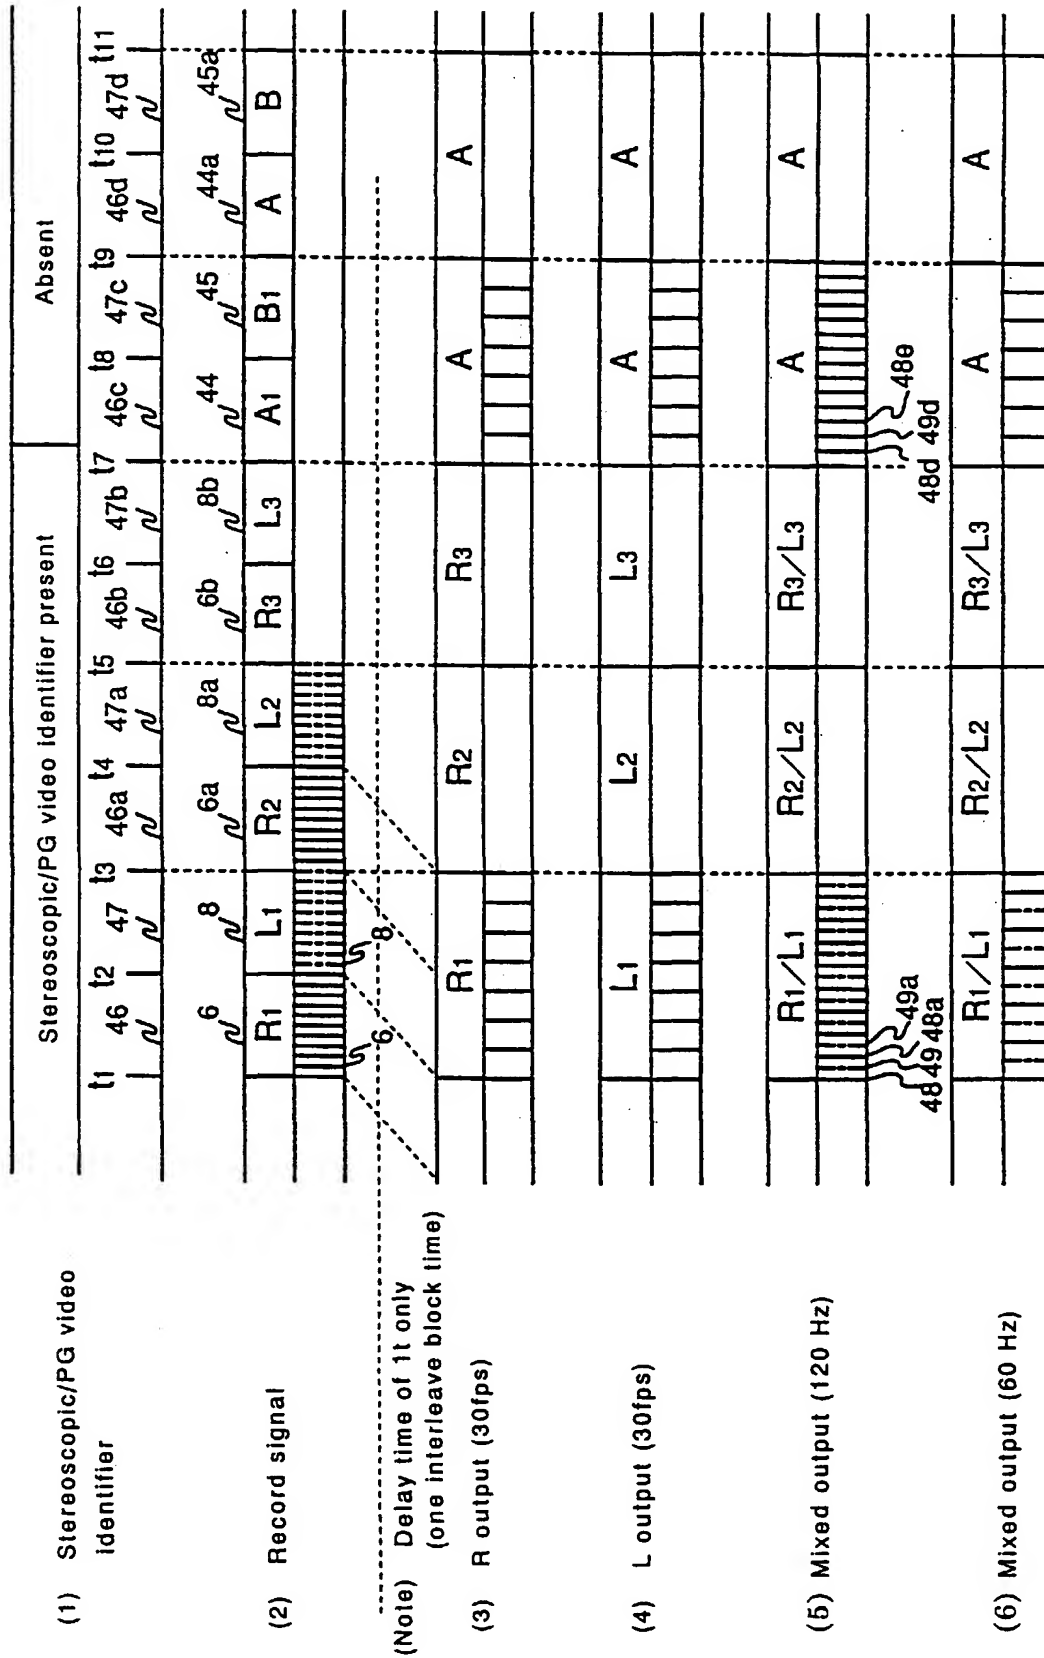 Stereoscopic/PG video identifier present Absent
t1 46 t2 47 t3 46a t4 47a t5 46b t6 47b t7 46c t8 47c t9 46d t10 47d t11
(1) Stereoscopic/PG video
identifier
6 8 6a 8a 6b 8b 44 45 44a 45a
(2) Record signal R1 L1 R2 L2 R3 L3 A1 B1 A B
6 8
(Note) Delay time of 1t only
(one interleave block time)
(3) R output (30fps) R1 R2 R3 A A
(4) L output (30fps) L1 L2 L3 A A
(5) Mixed output (120 Hz) R1/L1 R2/L2 R3/L3 A A
48 49 48a 49a 48d 49d 48e
(6) Mixed output (60 Hz) R1/L1 R2/L2 R3/L3 A A